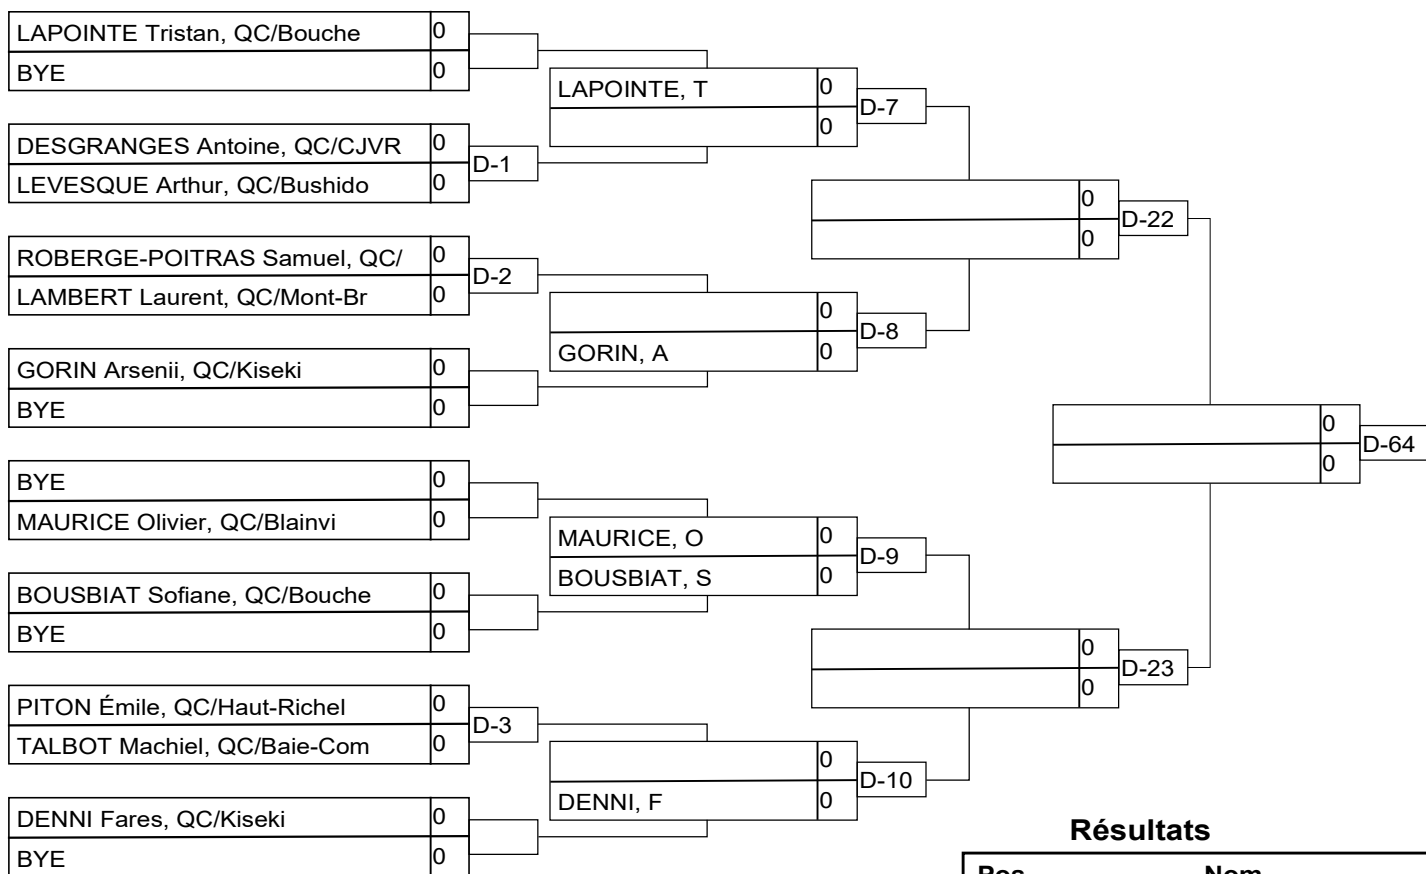 LAPOINTE Tristan, QC/Bouche 0
BYE 0
DESGRANGES Antoine, QC/CJVR 0
LEVESQUE Arthur, QC/Bushido 0
D-1
ROBERGE-POITRAS Samuel, QC/ 0
LAMBERT Laurent, QC/Mont-Br 0
D-2
GORIN Arsenii, QC/Kiseki 0
BYE 0
BYE 0
MAURICE Olivier, QC/Blainvi 0
BOUSBIAT Sofiane, QC/Bouche 0
BYE 0
PITON Émile, QC/Haut-Richel 0
TALBOT Machiel, QC/Baie-Com 0
D-3
DENNI Fares, QC/Kiseki 0
BYE 0
LAPOINTE, T 0
0
D-7
0
GORIN, A 0
D-8
MAURICE, O 0
BOUSBIAT, S 0
D-9
0
DENNI, F 0
D-10
0
0
D-22
0
0
D-23
0
0
D-64
Résultats
Pos Nom